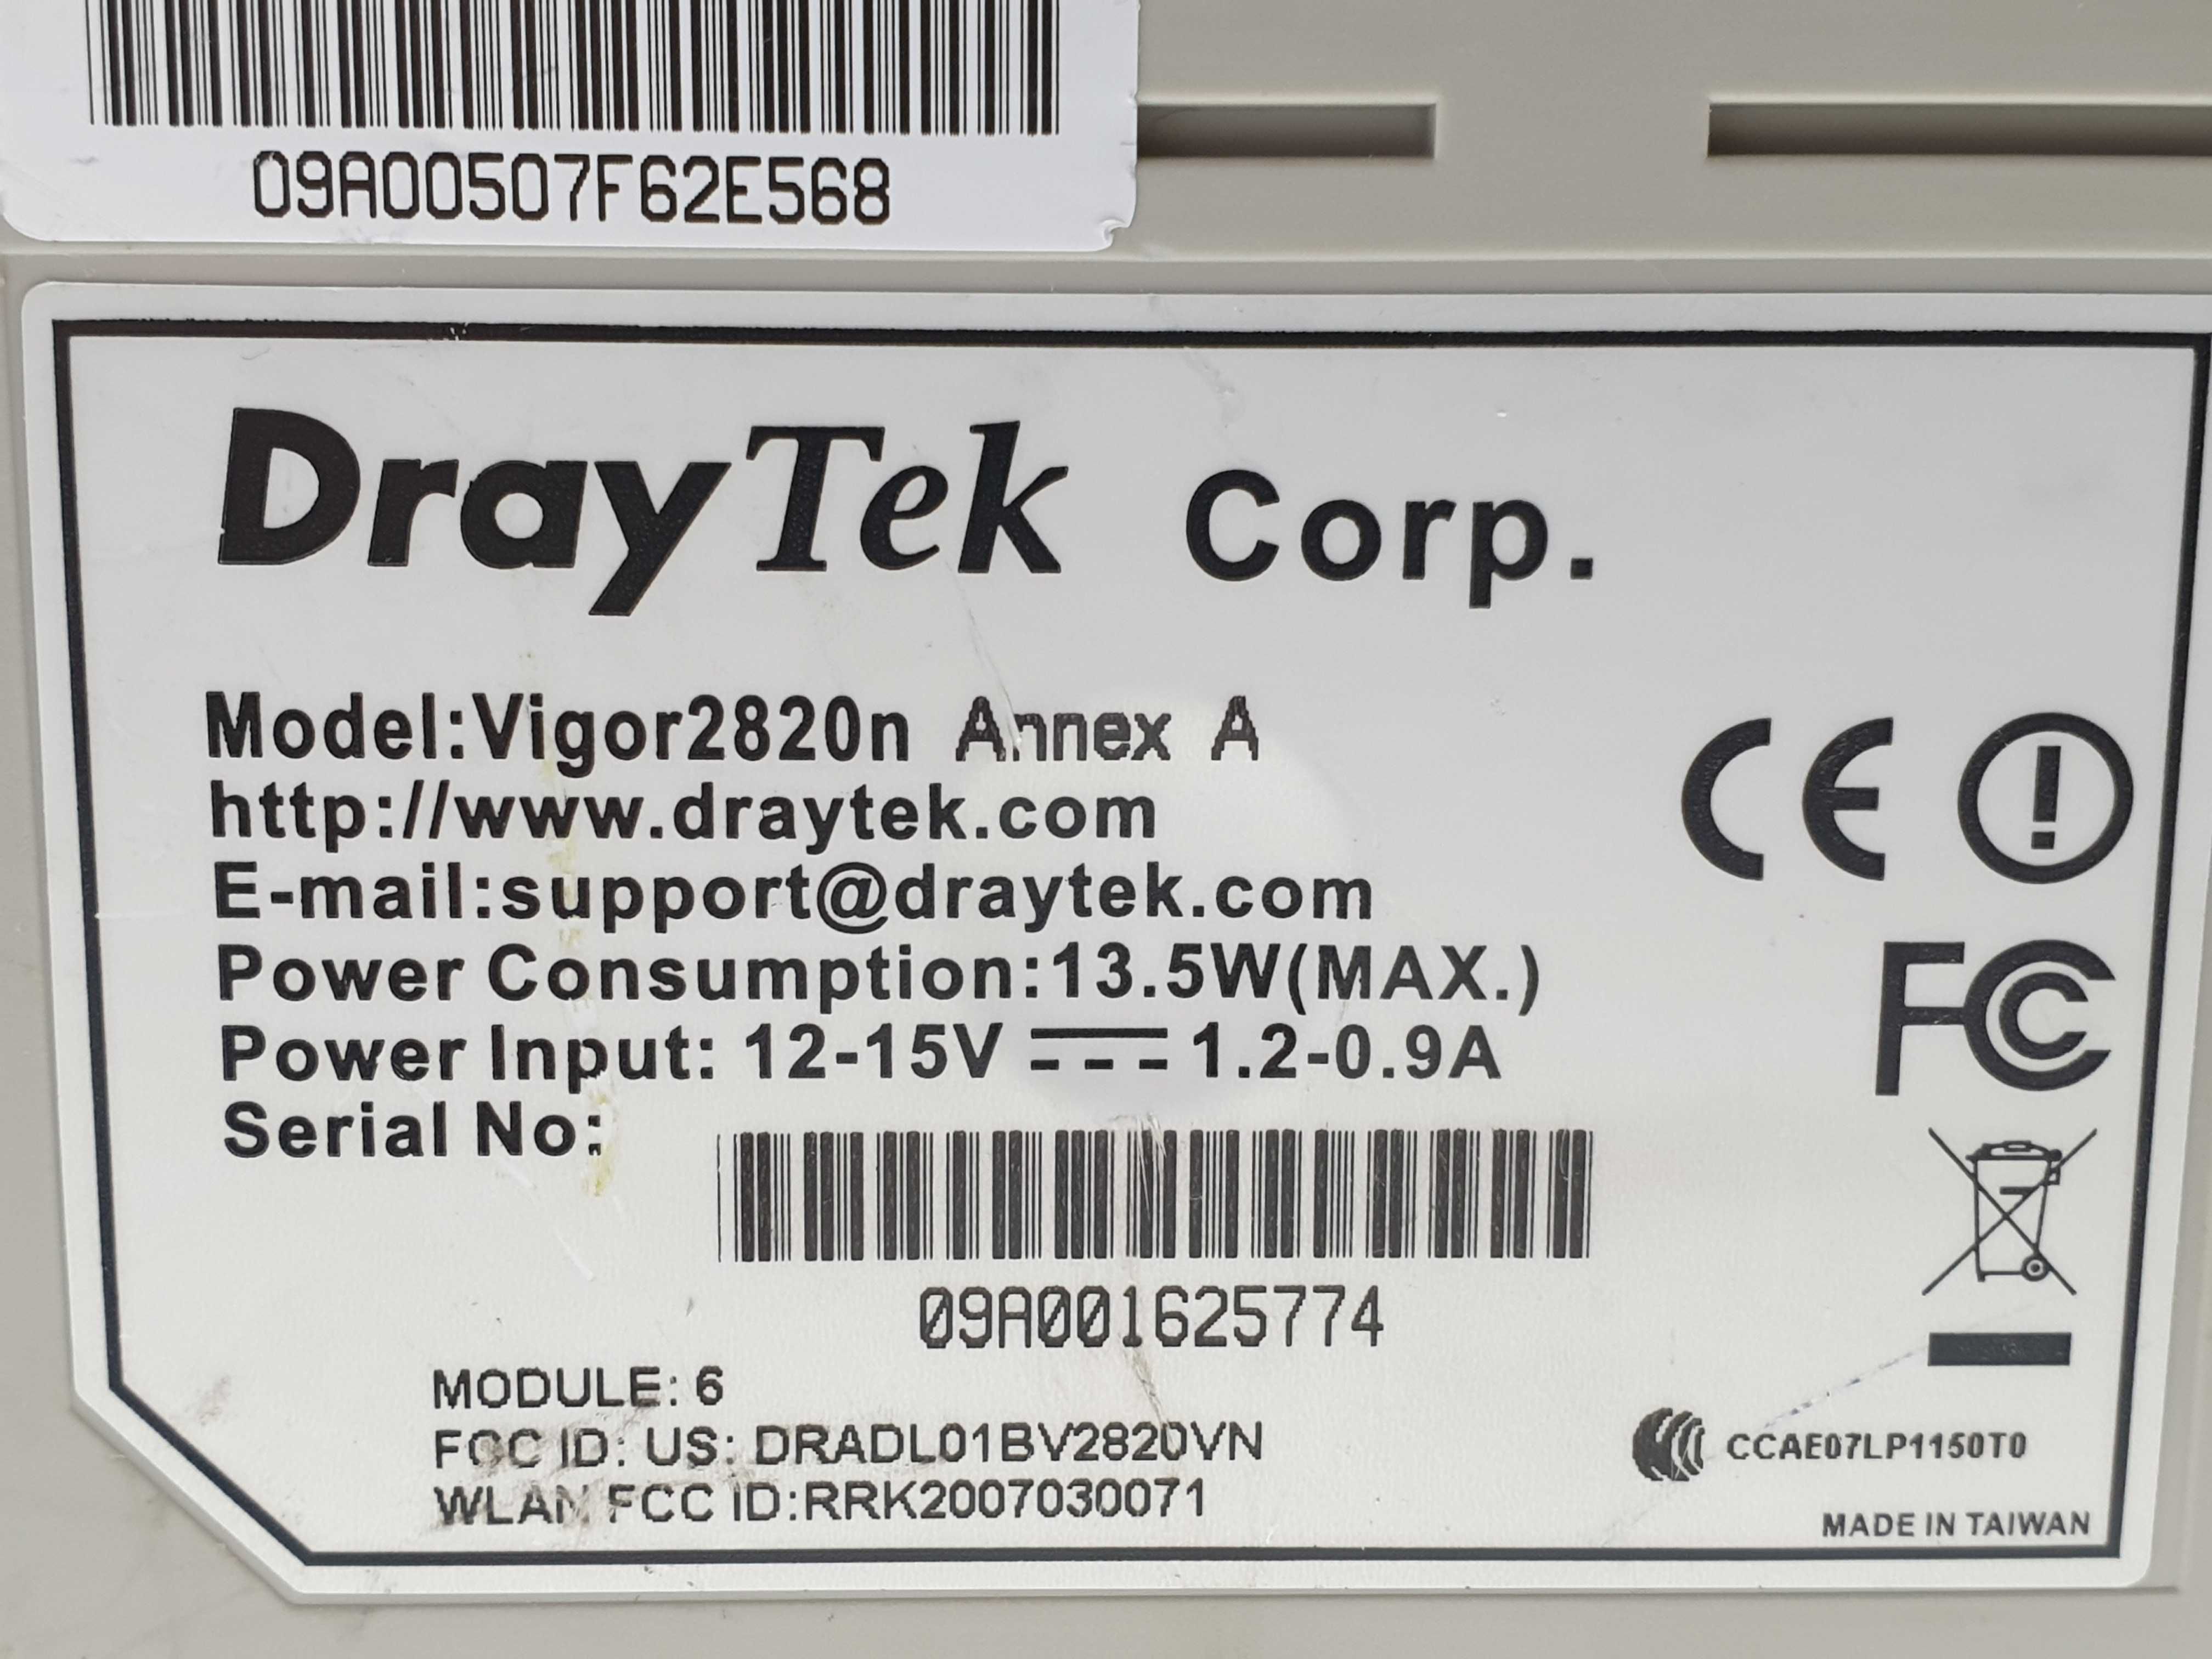 09A00507F62E568
DrayTek Corp.
Model:Vigor2820n Annex A
http://www.draytek.com
E-mail:support@draytek.com
Power Consumption:13.5W(MAX.)
Power Input: 12-15V ⎓ 1.2-0.9A
Serial No:
09A001625774
MODULE: 6
FCC ID: US: DRADL01BV2820VN
WLAN FCC ID:RRK2007030071
CE
FC
CCAE07LP1150T0
MADE IN TAIWAN